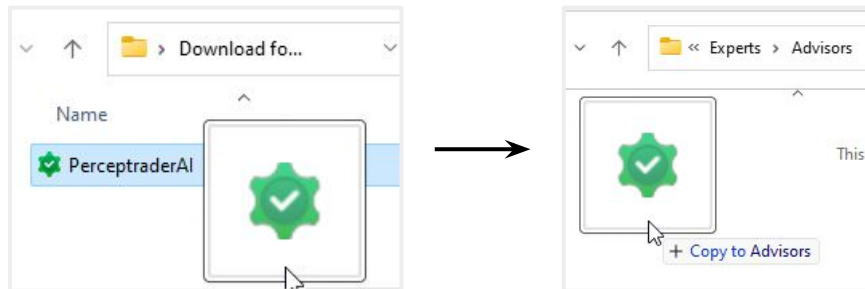 Download fo...
Name
PerceptraderAI
« Experts > Advisors
This
+ Copy to Advisors